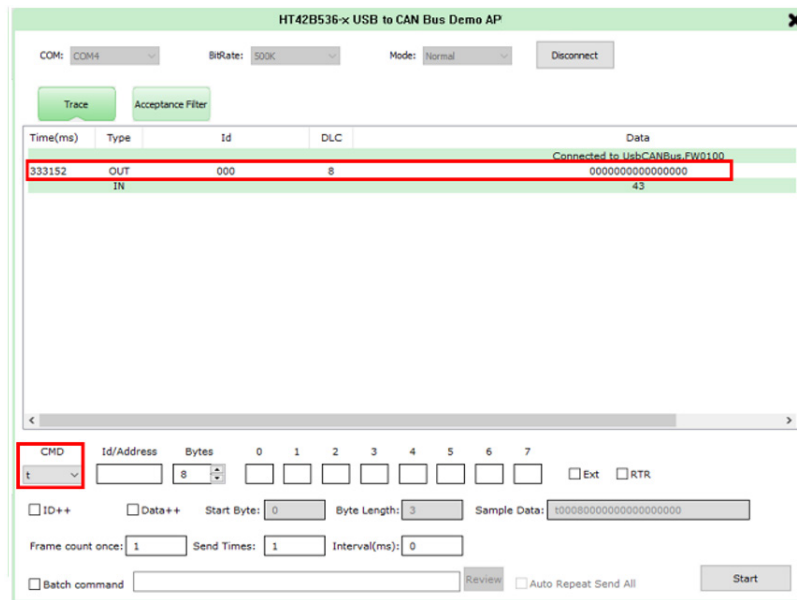 HT42B536-x USB to CAN Bus Demo AP
COM: COM4 BitRate: 500K Mode: Normal Disconnect
Trace Acceptance Filter
Time(ms) Type Id DLC Data
Connected to UsbCANBus.FW0100
333152 OUT 000 8 0000000000000000
IN 43
CMD Id/Address Bytes 0 1 2 3 4 5 6 7
t 8 Ext RTR
ID++ Data++ Start Byte: 0 Byte Length: 3 Sample Data: t00080000000000000000
Frame count once: 1 Send Times: 1 Interval(ms): 0
Batch command Review Auto Repeat Send All Start